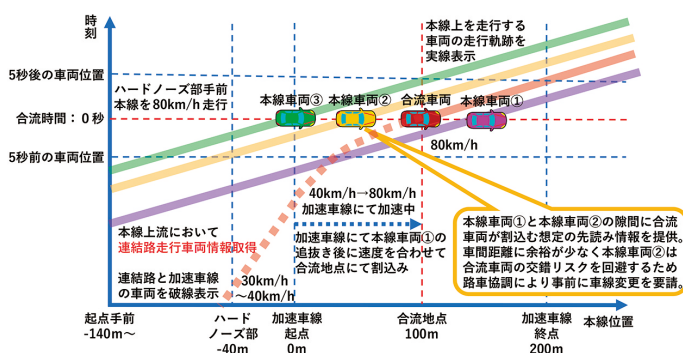 時
刻
本線上を走行する
車両の走行軌跡を
実線表示
5秒後の車両位置
ハードノーズ部手前
本線を80km/h走行
本線車両③
本線車両②
合流車両
本線車両①
合流時間：0秒
80km/h
5秒前の車両位置
40km/h→80km/h
加速車線にて加速中
本線上流において
連結路走行車両情報取得
加速車線にて本線車両①の
追抜き後に速度を合わせて
合流地点にて割込み
本線車両①と本線車両②の隙間に合流
車両が割込む想定の先読み情報を提供。
車間距離に余裕が少なく本線車両②は
合流車両の交錯リスクを回避するため
路車協調により事前に車線変更を要請。
連結路と加速車線
の車両を破線表示
30km/h
～40km/h
起点手前
-140m～
ハード
ノーズ部
-40m
加速車線
起点
0m
合流地点
100m
加速車線
終点
200m
本線位置